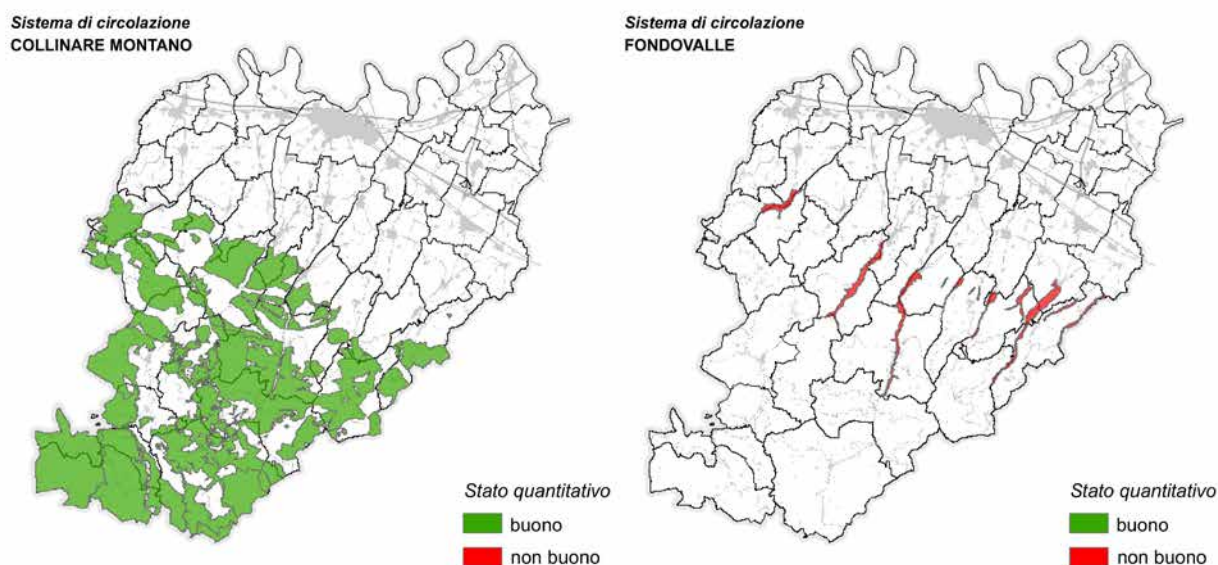 Sistema di circolazione
COLLINARE MONTANO
Stato quantitativo
buono
non buono
Sistema di circolazione
FONDOVALLE
Stato quantitativo
buono
non buono